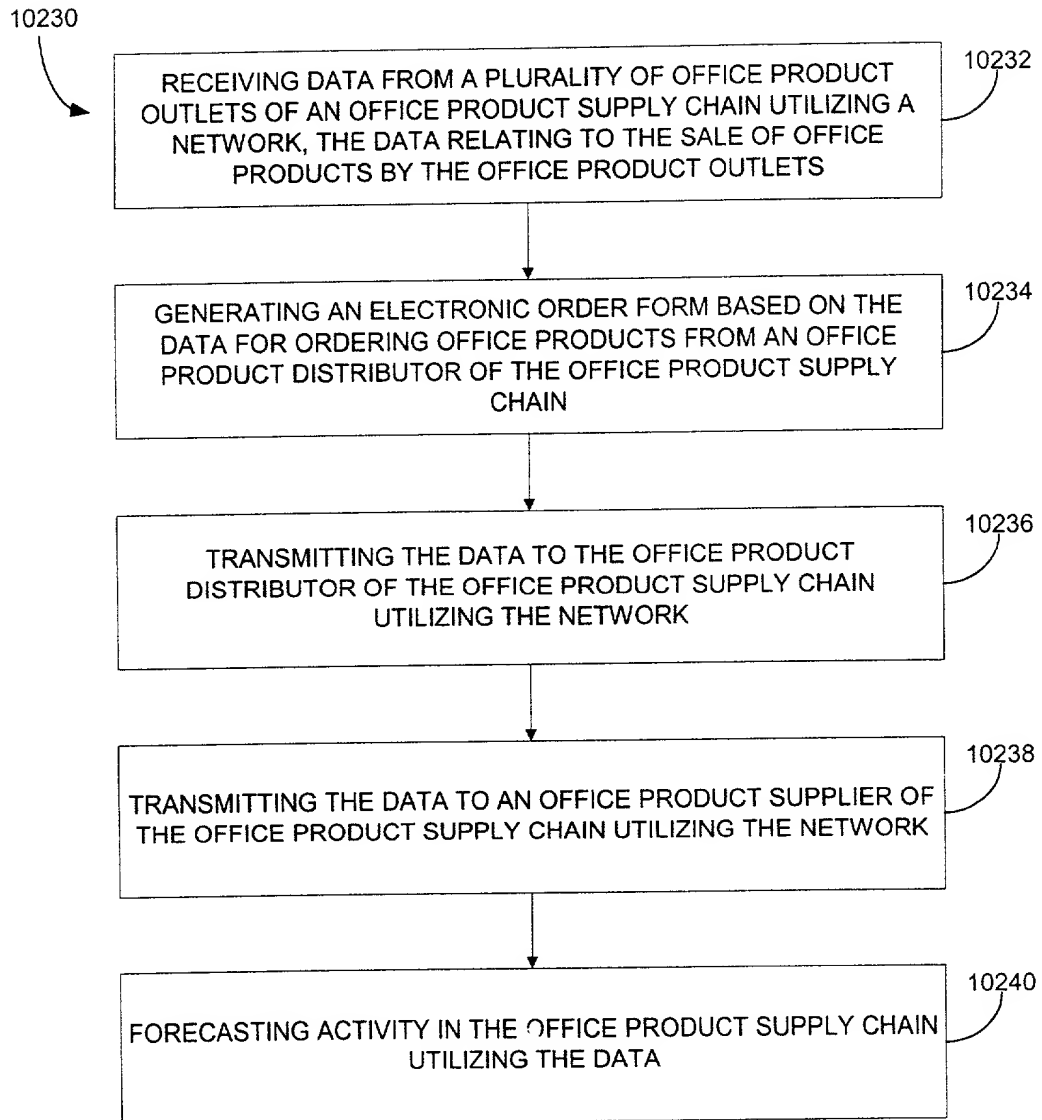 10230
RECEIVING DATA FROM A PLURALITY OF OFFICE PRODUCT
OUTLETS OF AN OFFICE PRODUCT SUPPLY CHAIN UTILIZING A
NETWORK, THE DATA RELATING TO THE SALE OF OFFICE
PRODUCTS BY THE OFFICE PRODUCT OUTLETS
10232
GENERATING AN ELECTRONIC ORDER FORM BASED ON THE
DATA FOR ORDERING OFFICE PRODUCTS FROM AN OFFICE
PRODUCT DISTRIBUTOR OF THE OFFICE PRODUCT SUPPLY
CHAIN
10234
TRANSMITTING THE DATA TO THE OFFICE PRODUCT
DISTRIBUTOR OF THE OFFICE PRODUCT SUPPLY CHAIN
UTILIZING THE NETWORK
10236
TRANSMITTING THE DATA TO AN OFFICE PRODUCT SUPPLIER OF
THE OFFICE PRODUCT SUPPLY CHAIN UTILIZING THE NETWORK
10238
FORECASTING ACTIVITY IN THE OFFICE PRODUCT SUPPLY CHAIN
UTILIZING THE DATA
10240